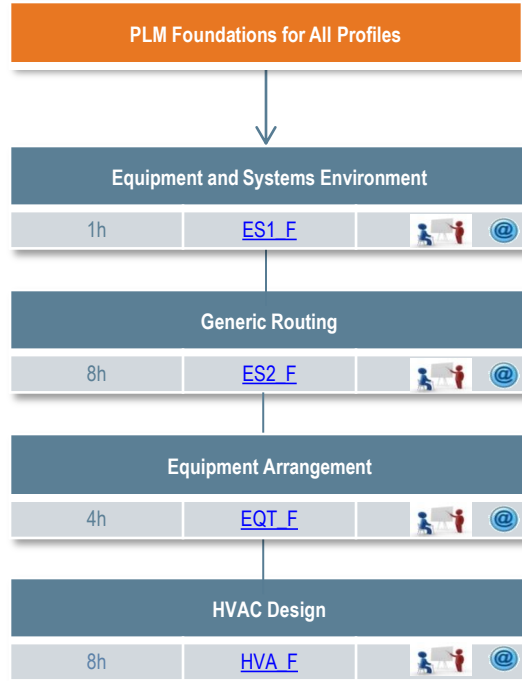 PLM Foundations for All Profiles
Equipment and Systems Environment
1h ES1_F @
Generic Routing
8h ES2_F @
Equipment Arrangement
4h EQT_F @
HVAC Design
8h HVA_F @